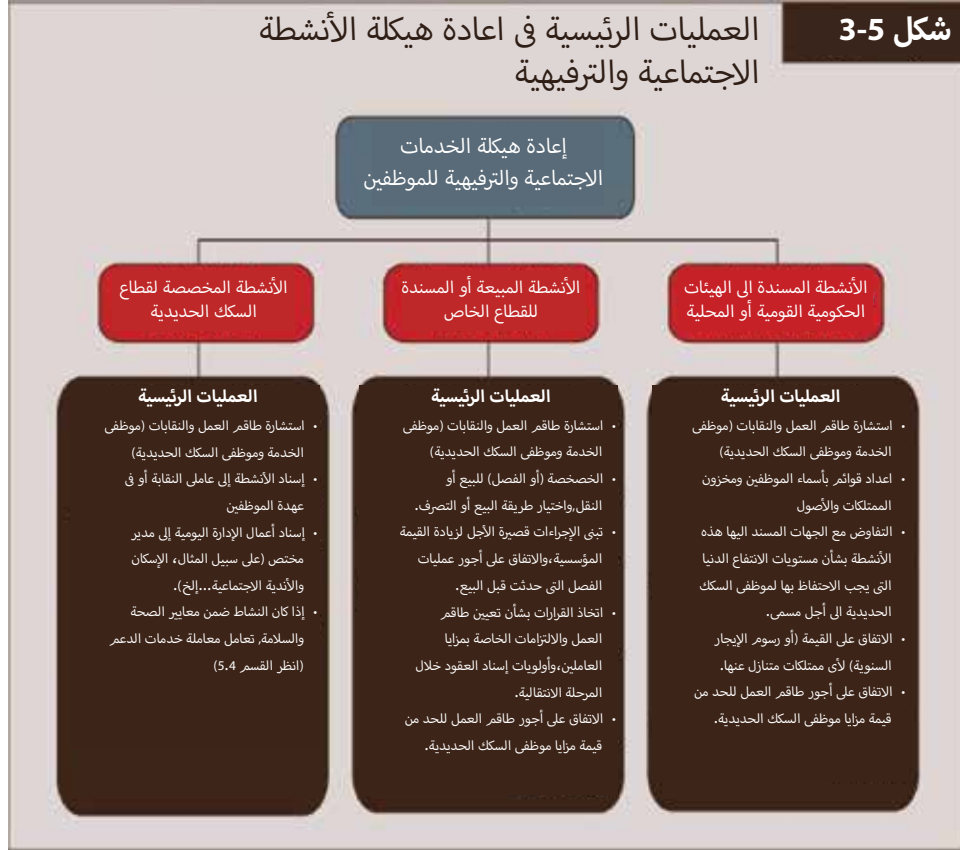 شكل 5-3
العمليات الرئيسية فى اعادة هيكلة الأنشطة
الاجتماعية والترفيهية
إعادة هيكلة الخدمات
الاجتماعية والترفيهية للموظفين
الأنشطة المسندة الى الهيئات
الحكومية القومية أو المحلية
العمليات الرئيسية
• استشارة طاقم العمل والنقابات (موظفى
الخدمة وموظفى السكك الحديدية)
• اعداد قوائم بأسماء الموظفين ومخزون
الممتلكات والأصول
• التفاوض مع الجهات المسند اليها هذه
الأنشطة بشأن مستويات الانتفاع الدنيا
التى يجب الاحتفاظ بها لموظفى السكك
الحديدية الى أجل مسمى.
• الاتفاق على القيمة (أو رسوم الإيجار
السنوية) لأى ممتلكات متنازل عنها.
• الاتفاق على أجور طاقم العمل للحد من
قيمة مزايا موظفى السكك الحديدية.
الأنشطة المبيعة أو المسندة
للقطاع الخاص
العمليات الرئيسية
• استشارة طاقم العمل والنقابات (موظفى
الخدمة وموظفى السكك الحديدية)
• الخصخصة (أو الفصل) للبيع أو
النقل,واختيار طريقة البيع أو التصرف.
• تبنى الإجراءات قصيرة الأجل لزيادة القيمة
المؤسسية،والاتفاق على أجور عمليات
الفصل التى حدثت قبل البيع.
• اتخاذ القرارات بشأن تعيين طاقم
العمل والالتزامات الخاصة بمزايا
العاملين،وأولويات إسناد العقود خلال
المرحلة الانتقالية.
• الاتفاق على أجور طاقم العمل للحد من
قيمة مزايا موظفى السكك الحديدية.
الأنشطة المخصصة لقطاع
السكك الحديدية
العمليات الرئيسية
• استشارة طاقم العمل والنقابات (موظفى
الخدمة وموظفى السكك الحديدية)
• إسناد الأنشطة إلى عاملى النقابة أو فى
عهدة الموظفين
• إسناد أعمال الإدارة اليومية إلى مدير
مختص (على سبيل المثال، الإسكان
والأندية الاجتماعية...إلخ).
• إذا كان النشاط ضمن معايير الصحة
والسلامة, تعامل معاملة خدمات الدعم
(انظر القسم 5.4)